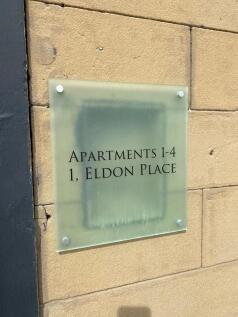 APARTMENTS 1-4
1, ELDON PLACE